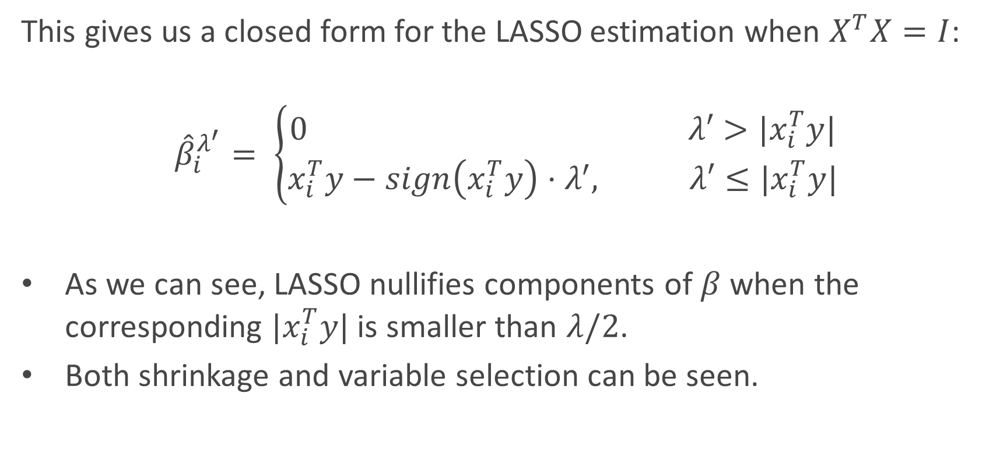 This gives us a closed form for the LASSO estimation when $X^T X = I$:
$\hat{\beta}_i^{\lambda'} = \begin{cases} 0 & \lambda' > |x_i^T y| \\ x_i^T y - sign(x_i^T y) \cdot \lambda', & \lambda' \leq |x_i^T y| \end{cases}$
• As we can see, LASSO nullifies components of $\beta$ when the
corresponding $|x_i^T y|$ is smaller than $\lambda/2$.
• Both shrinkage and variable selection can be seen.